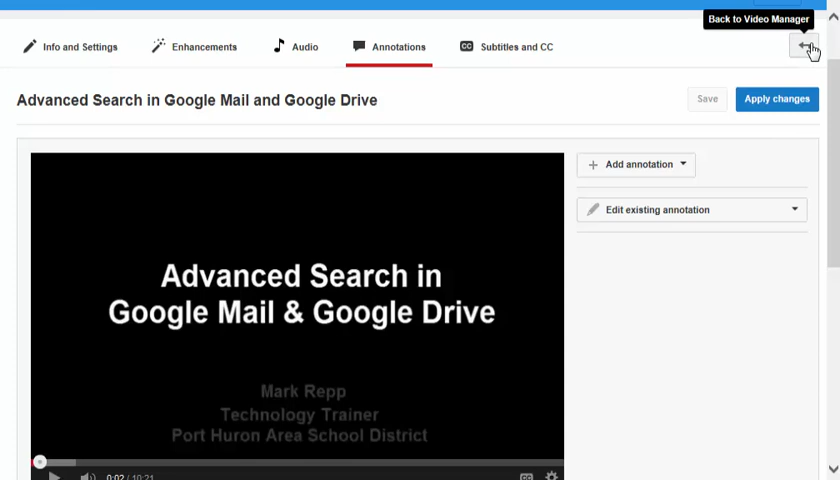 Back to Video Manager
Info and Settings
Enhancements
Audio
Annotations
CC Subtitles and CC
Advanced Search in Google Mail and Google Drive
Save
Apply changes
+ Add annotation
Edit existing annotation
Advanced Search in
Google Mail & Google Drive
Mark Repp
Technology Trainer
Port Huron Area School District
0:02 / 10:21
CC